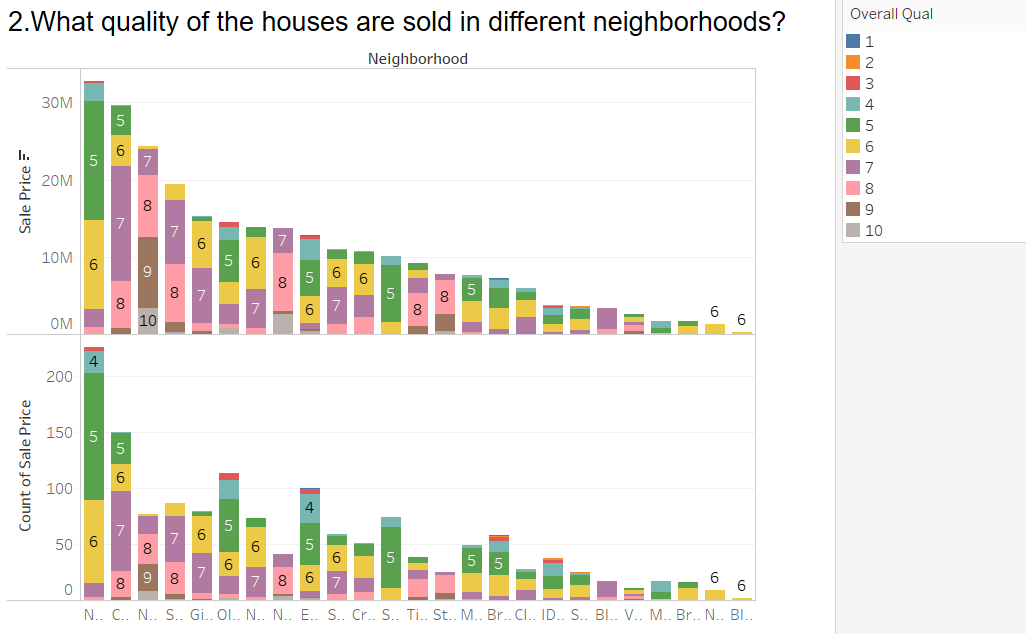 2.What quality of the houses are sold in different neighborhoods?
Neighborhood
Sale Price
30M
20M
10M
0M
5 6
5 6 7 8
7 8 9 10
7 8
6 7
5
6 7
7 8
5 6
6 7
6
5
8
8
5
6
6
Count of Sale Price
200
150
100
50
0
4 5 6
5 6 7 8
8 9
7 8
6 7
5 6
6 7
8
4 5 6
6 7
5
5
5
6
6
N.. C.. N.. S.. Gi.. Ol.. N.. N.. E.. S.. Cr.. S.. Ti.. St.. M.. Br.. Cl.. ID.. S.. Bl.. V.. M.. Br.. N.. Bl..
Overall Qual
1
2
3
4
5
6
7
8
9
10